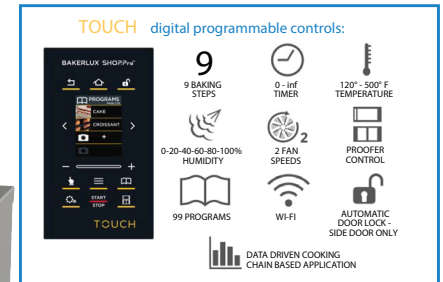 TOUCH digital programmable controls:
BAKERLUX SHOP.Pro™
PROGRAMS
CAKE
CROISSANT
START
STOP
TOUCH
9
9 BAKING
STEPS
0 - inf
TIMER
120° - 500° F
TEMPERATURE
0-20-40-60-80-100%
HUMIDITY
2
2 FAN
SPEEDS
PROOFER
CONTROL
99 PROGRAMS
WI-FI
AUTOMATIC
DOOR LOCK -
SIDE DOOR ONLY
DATA DRIVEN COOKING
CHAIN BASED APPLICATION